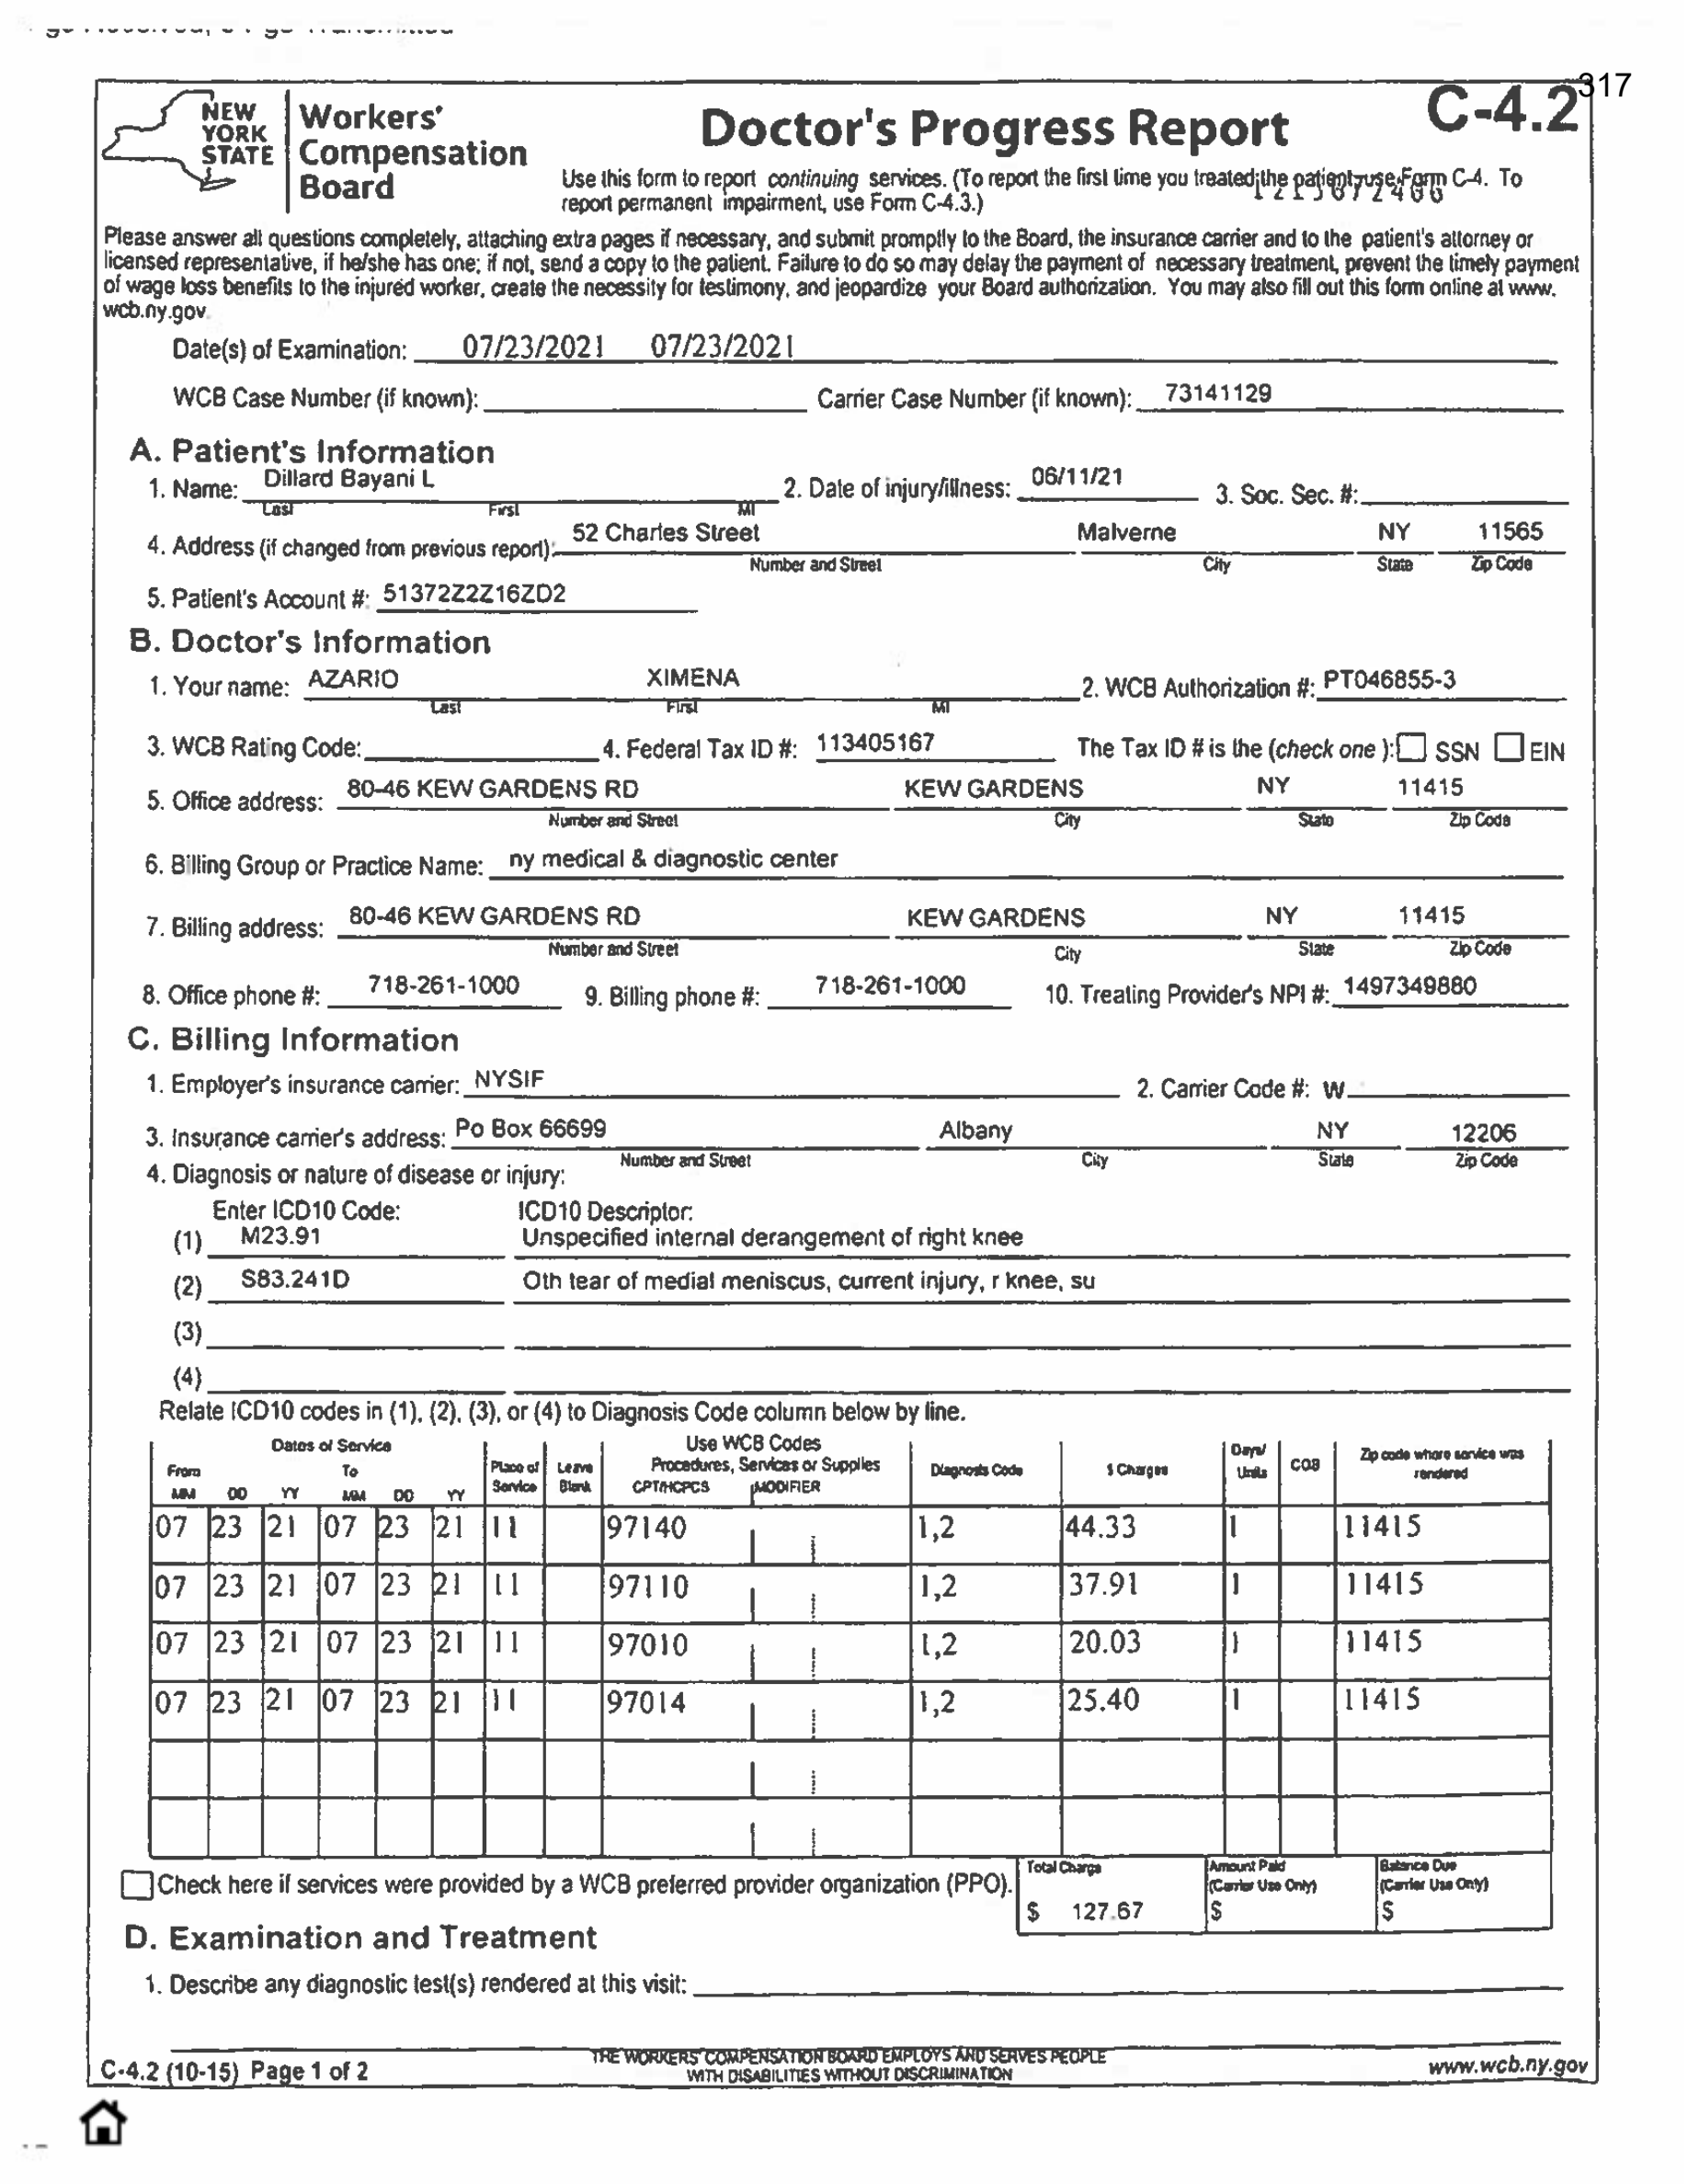 317
NEW YORK STATE
Workers' Compensation Board
Doctor's Progress Report
C-4.2
Use this form to report continuing services. (To report the first time you treated the patient, use Form C-4. To
report permanent impairment, use Form C-4.3.)
Please answer all questions completely, attaching extra pages if necessary, and submit promptly to the Board, the insurance carrier and to the patient's attorney or
licensed representative, if he/she has one; if not, send a copy to the patient. Failure to do so may delay the payment of necessary treatment, prevent the timely payment
of wage loss benefits to the injured worker, create the necessity for testimony, and jeopardize your Board authorization. You may also fill out this form online at www.
wcb.ny.gov.
Date(s) of Examination: 07/23/2021 07/23/2021
WCB Case Number (if known): Carrier Case Number (if known): 73141129
A. Patient's Information
1. Name: Dillard Bayani L 2. Date of injury/illness: 06/11/21 3. Soc. Sec. #:
Last First MI
4. Address (if changed from previous report): 52 Charles Street Malverne NY 11565
Number and Street City State Zip Code
5. Patient's Account #: 51372Z2Z16ZD2
B. Doctor's Information
1. Your name: AZARIO XIMENA 2. WCB Authorization #: PT046855-3
Last First MI
3. WCB Rating Code: 4. Federal Tax ID #: 113405167 The Tax ID # is the (check one ): SSN EIN
5. Office address: 80-46 KEW GARDENS RD KEW GARDENS NY 11415
Number and Street City State Zip Code
6. Billing Group or Practice Name: ny medical & diagnostic center
7. Billing address: 80-46 KEW GARDENS RD KEW GARDENS NY 11415
Number and Street City State Zip Code
8. Office phone #: 718-261-1000 9. Billing phone #: 718-261-1000 10. Treating Provider's NPI #: 1497349880
C. Billing Information
1. Employer's insurance carrier: NYSIF 2. Carrier Code #: W
3. Insurance carrier's address: Po Box 66699 Albany NY 12206
Number and Street City State Zip Code
4. Diagnosis or nature of disease or injury:
Enter ICD10 Code: ICD10 Descriptor:
(1) M23.91 Unspecified internal derangement of right knee
(2) S83.241D Oth tear of medial meniscus, current injury, r knee, su
(3)
(4)
Relate ICD10 codes in (1), (2), (3), or (4) to Diagnosis Code column below by line.
Dates of Service Use WCB Codes
From To Place of Service Leave Blank Procedures, Services or Supplies Diagnosis Code $ Charges Days/ Units COB Zip code where service was rendered
MM DD YY MM DD YY CPT/HCPCS MODIFIER
07 23 21 07 23 21 11 97140 1,2 44.33 1 11415
07 23 21 07 23 21 11 97110 1,2 37.91 1 11415
07 23 21 07 23 21 11 97010 1,2 20.03 1 11415
07 23 21 07 23 21 11 97014 1,2 25.40 1 11415
Check here if services were provided by a WCB preferred provider organization (PPO).
Total Charge Amount Paid (Carrier Use Only) Balance Due (Carrier Use Only)
$ 127.67 $ $
D. Examination and Treatment
1. Describe any diagnostic test(s) rendered at this visit:
C-4.2 (10-15) Page 1 of 2
THE WORKERS' COMPENSATION BOARD EMPLOYS AND SERVES PEOPLE
WITH DISABILITIES WITHOUT DISCRIMINATION
www.wcb.ny.gov